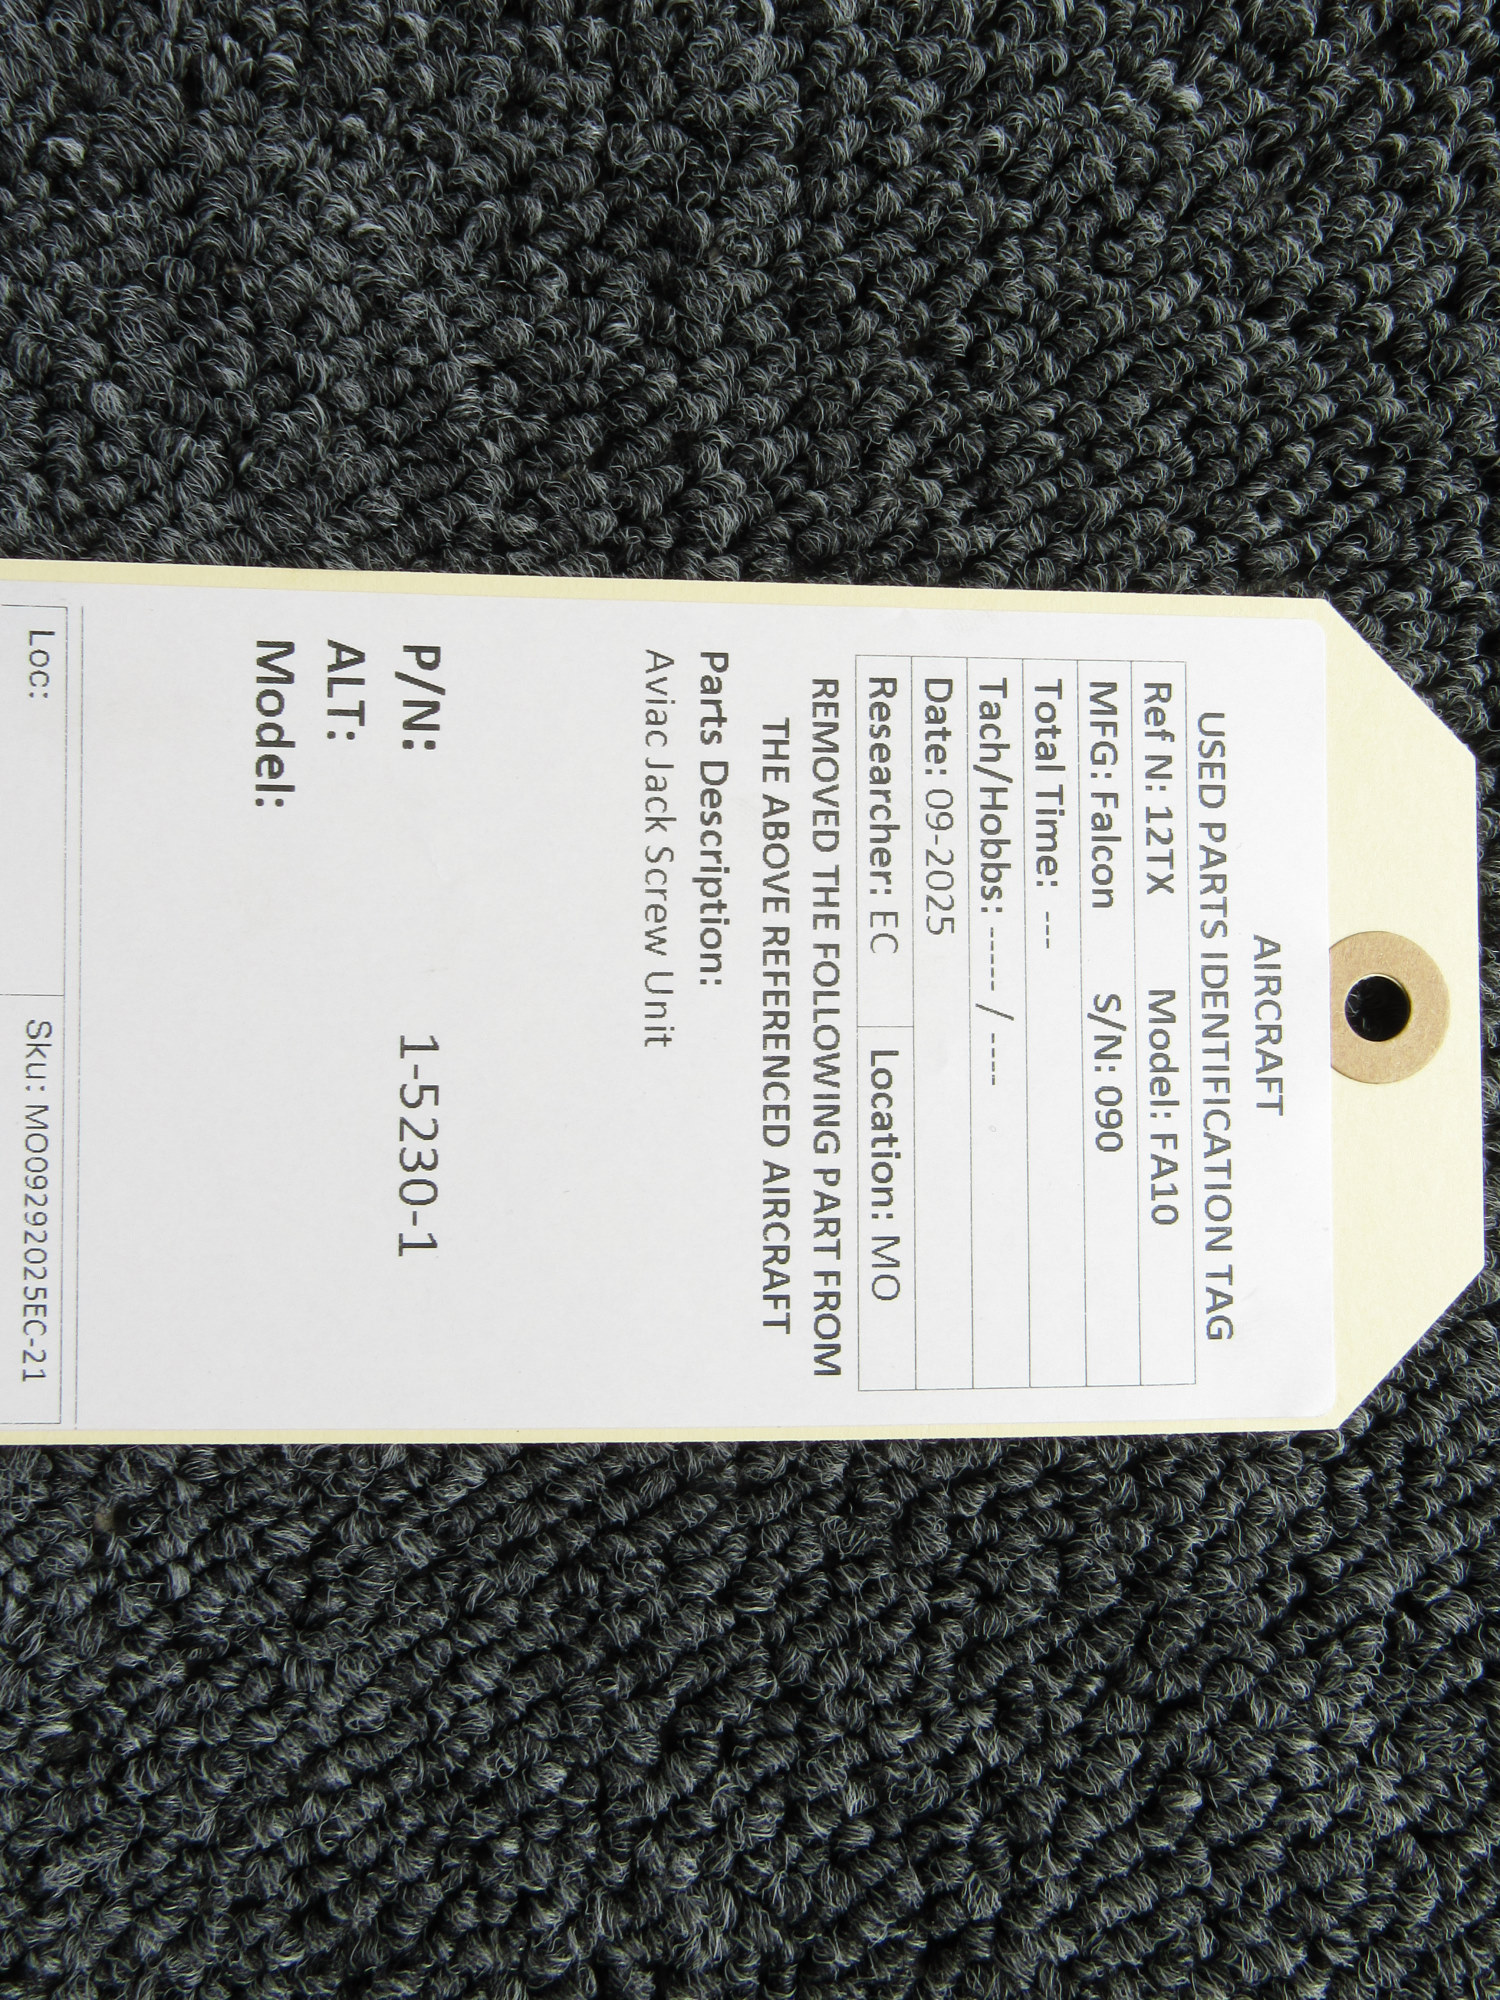 AIRCRAFT
USED PARTS IDENTIFICATION TAG
Ref N: 12TX Model: FA10
MFG: Falcon S/N: 090
Total Time: ---
Tach/Hobbs: ----- / ----
Date: 09-2025
Researcher: EC Location: MO
REMOVED THE FOLLOWING PART FROM
THE ABOVE REFERENCED AIRCRAFT
Parts Description:
Aviac Jack Screw Unit
P/N: 1-5230-1
ALT:
Model:
Loc: Sku: MO09292025EC-21